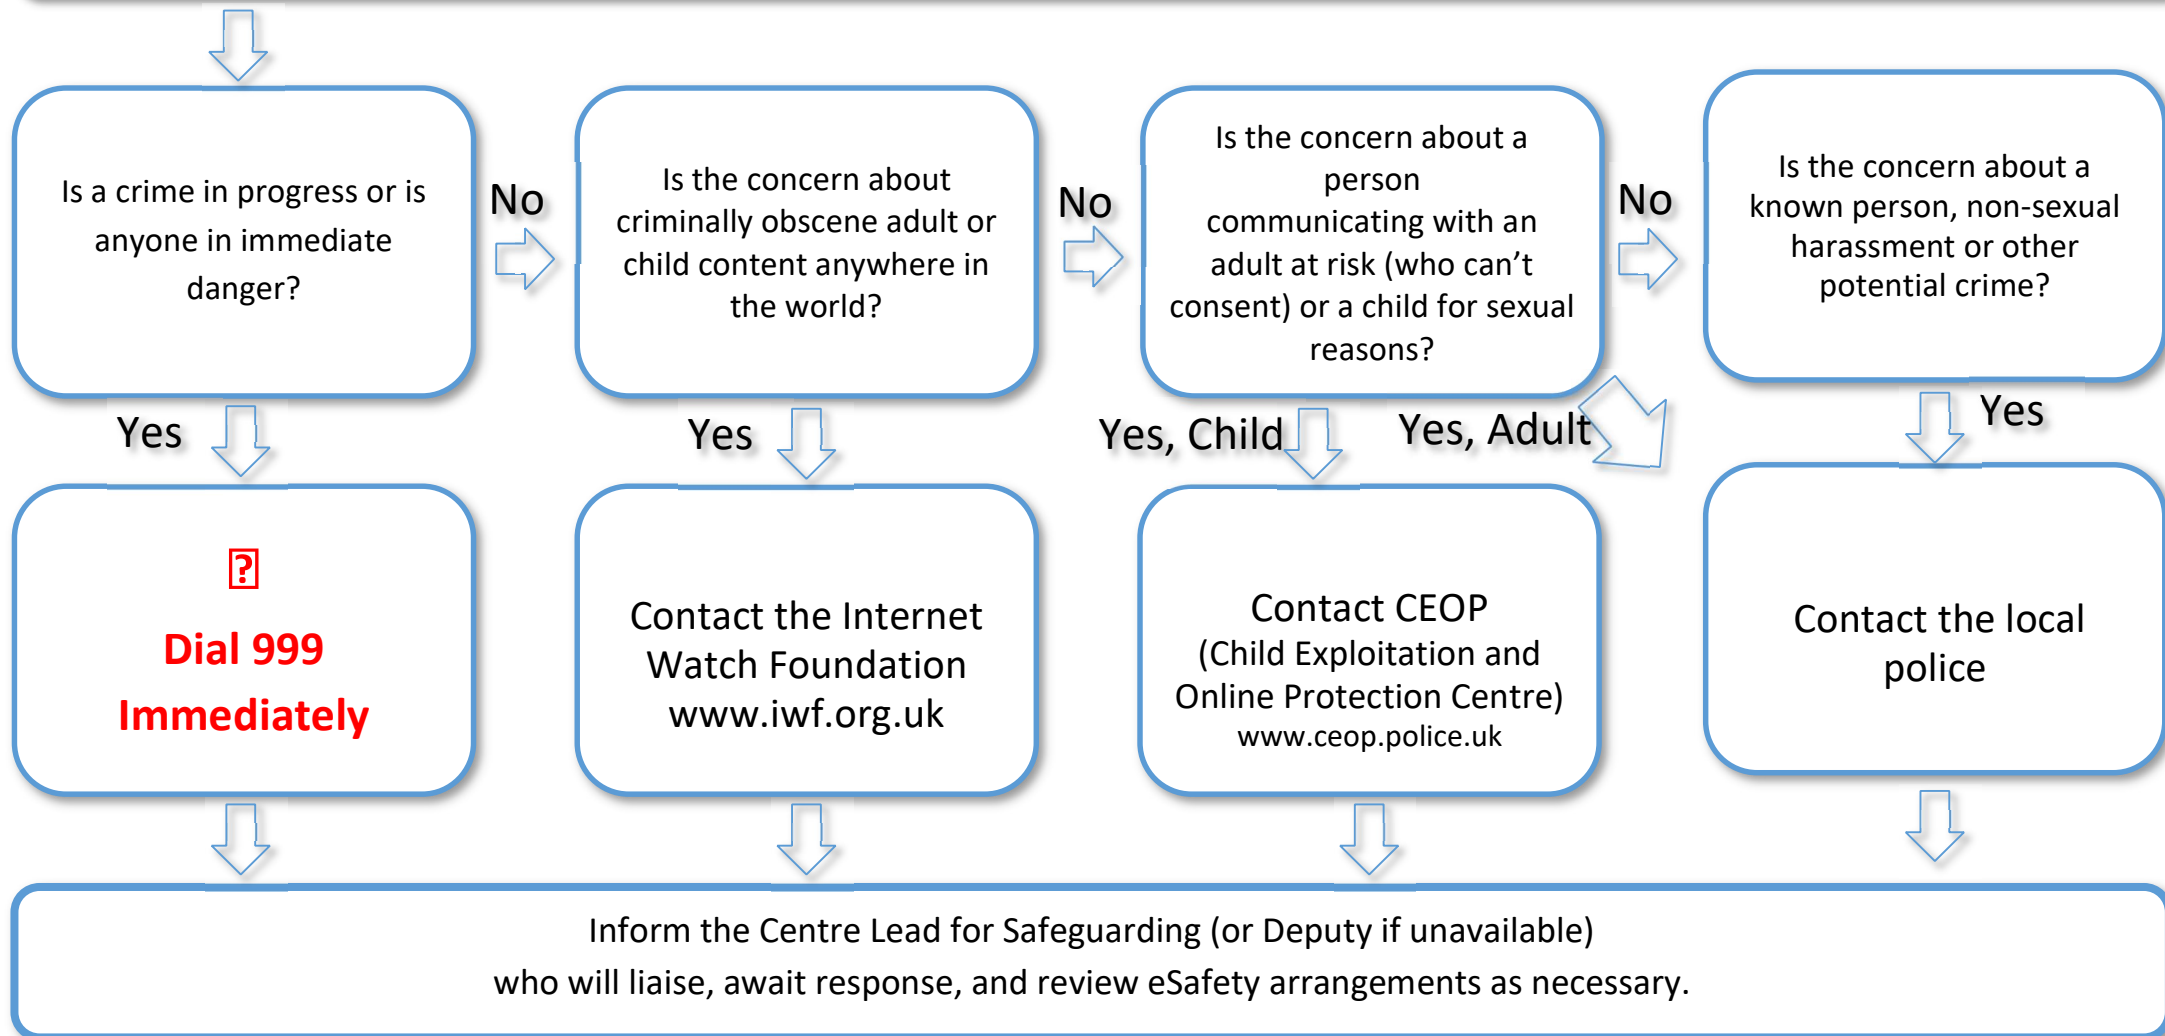 Is a crime in progress or is
anyone in immediate
danger?
No
Is the concern about
criminally obscene adult or
child content anywhere in
the world?
No
Is the concern about a
person
communicating with an
adult at risk (who can’t
consent) or a child for sexual
reasons?
No
Is the concern about a
known person, non-sexual
harassment or other
potential crime?
Yes
Yes
Yes, Child
Yes, Adult
Yes
Dial 999
Immediately
Contact the Internet
Watch Foundation
www.iwf.org.uk
Contact CEOP
(Child Exploitation and
Online Protection Centre)
www.ceop.police.uk
Contact the local
police
Inform the Centre Lead for Safeguarding (or Deputy if unavailable)
who will liaise, await response, and review eSafety arrangements as necessary.